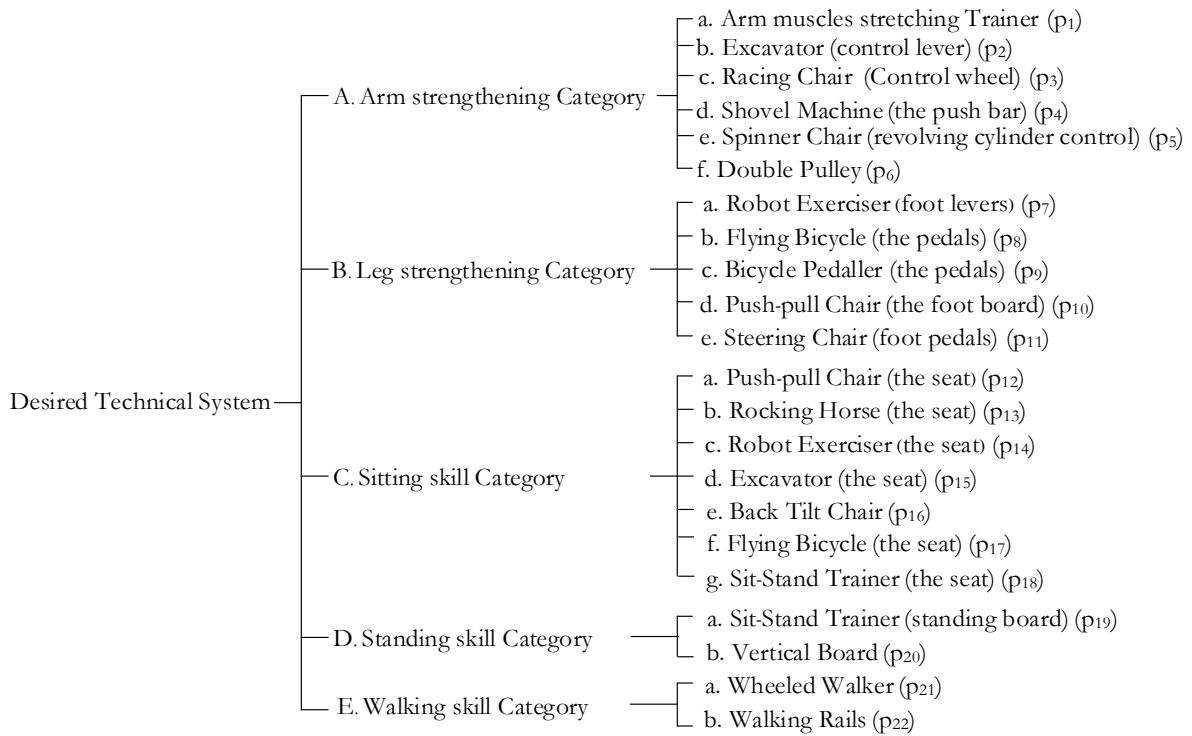 Desired Technical System
A. Arm strengthening Category
a. Arm muscles stretching Trainer (p1)
b. Excavator (control lever) (p2)
c. Racing Chair (Control wheel) (p3)
d. Shovel Machine (the push bar) (p4)
e. Spinner Chair (revolving cylinder control) (p5)
f. Double Pulley (p6)
B. Leg strengthening Category
a. Robot Exerciser (foot levers) (p7)
b. Flying Bicycle (the pedals) (p8)
c. Bicycle Pedaller (the pedals) (p9)
d. Push-pull Chair (the foot board) (p10)
e. Steering Chair (foot pedals) (p11)
C. Sitting skill Category
a. Push-pull Chair (the seat) (p12)
b. Rocking Horse (the seat) (p13)
c. Robot Exerciser (the seat) (p14)
d. Excavator (the seat) (p15)
e. Back Tilt Chair (p16)
f. Flying Bicycle (the seat) (p17)
g. Sit-Stand Trainer (the seat) (p18)
D. Standing skill Category
a. Sit-Stand Trainer (standing board) (p19)
b. Vertical Board (p20)
E. Walking skill Category
a. Wheeled Walker (p21)
b. Walking Rails (p22)